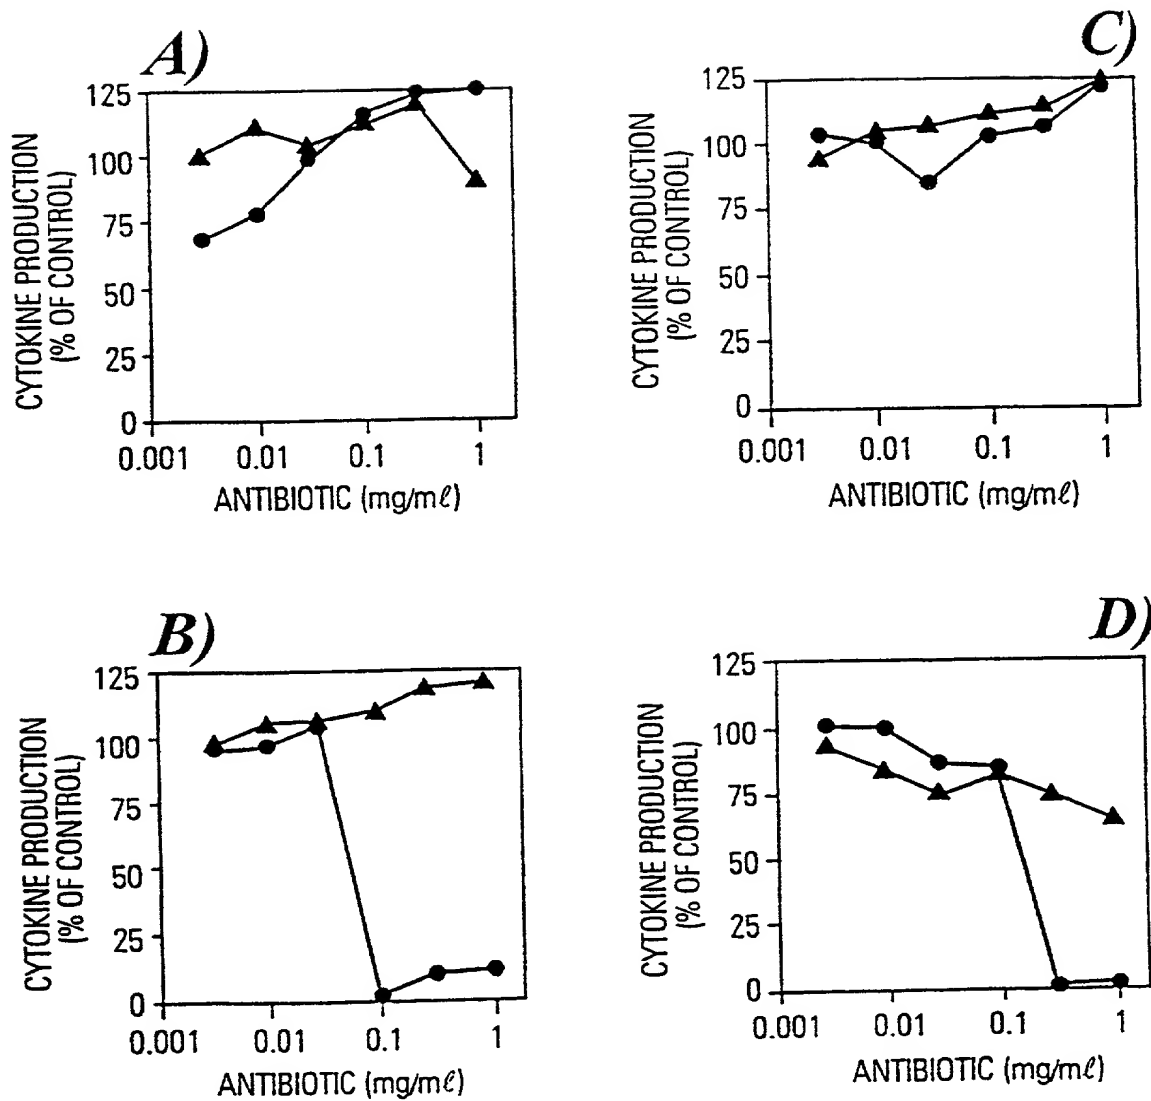 A)
CYTOKINE PRODUCTION
(% OF CONTROL)
125
100
75
50
25
0
0.001 0.01 0.1 1
ANTIBIOTIC (mg/mℓ)
C)
CYTOKINE PRODUCTION
(% OF CONTROL)
125
100
75
50
25
0
0.001 0.01 0.1 1
ANTIBIOTIC (mg/mℓ)
B)
CYTOKINE PRODUCTION
(% OF CONTROL)
125
100
75
50
25
0
0.001 0.01 0.1 1
ANTIBIOTIC (mg/mℓ)
D)
CYTOKINE PRODUCTION
(% OF CONTROL)
125
100
75
50
25
0
0.001 0.01 0.1 1
ANTIBIOTIC (mg/mℓ)